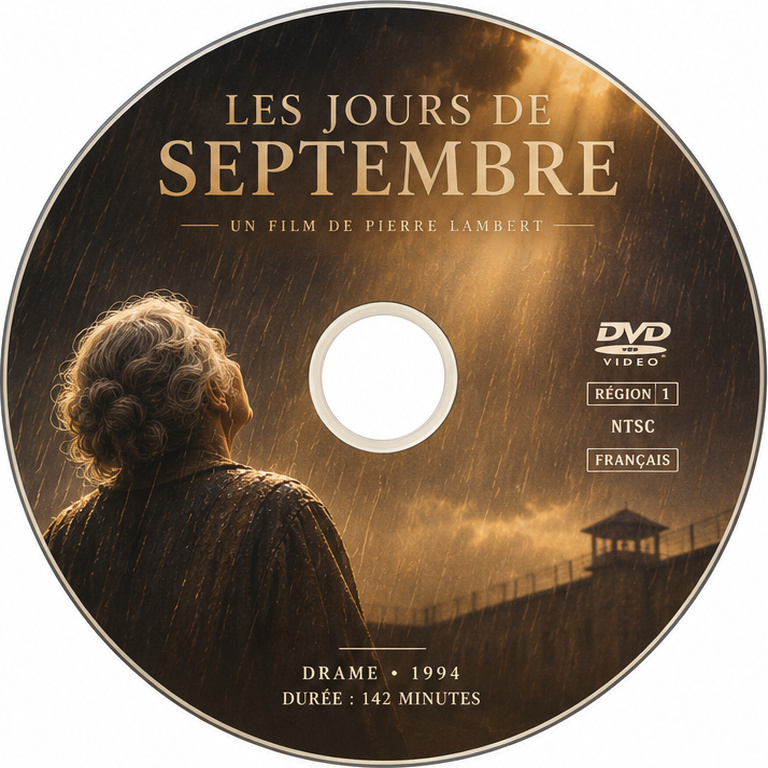 LES JOURS DE
SEPTEMBRE
UN FILM DE PIERRE LAMBERT
DVD
VIDEO
RÉGION 1
NTSC
FRANÇAIS
DRAME • 1994
DURÉE : 142 MINUTES